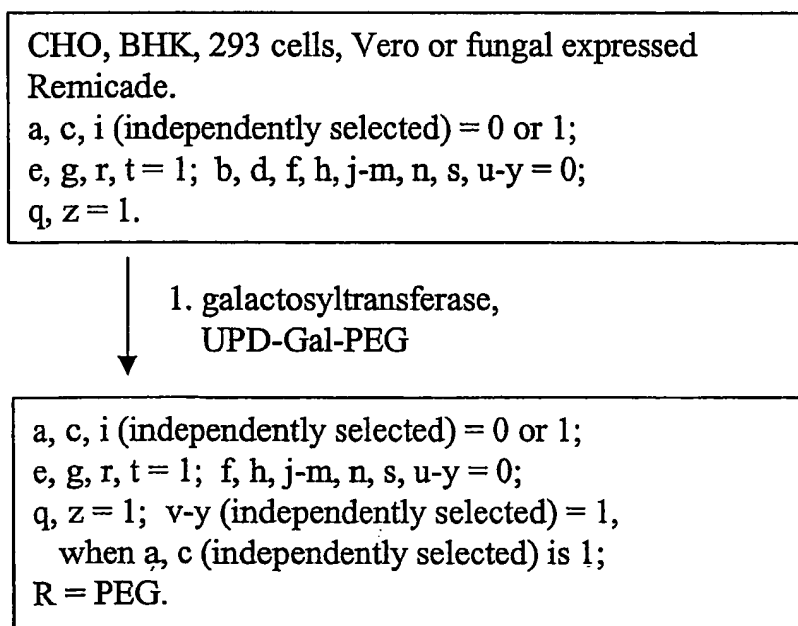 CHO, BHK, 293 cells, Vero or fungal expressed
Remicade.
a, c, i (independently selected) = 0 or 1;
e, g, r, t = 1; b, d, f, h, j-m, n, s, u-y = 0;
q, z = 1.
1. galactosyltransferase,
UPD-Gal-PEG
a, c, i (independently selected) = 0 or 1;
e, g, r, t = 1; f, h, j-m, n, s, u-y = 0;
q, z = 1; v-y (independently selected) = 1,
when a, c (independently selected) is 1;
R = PEG.